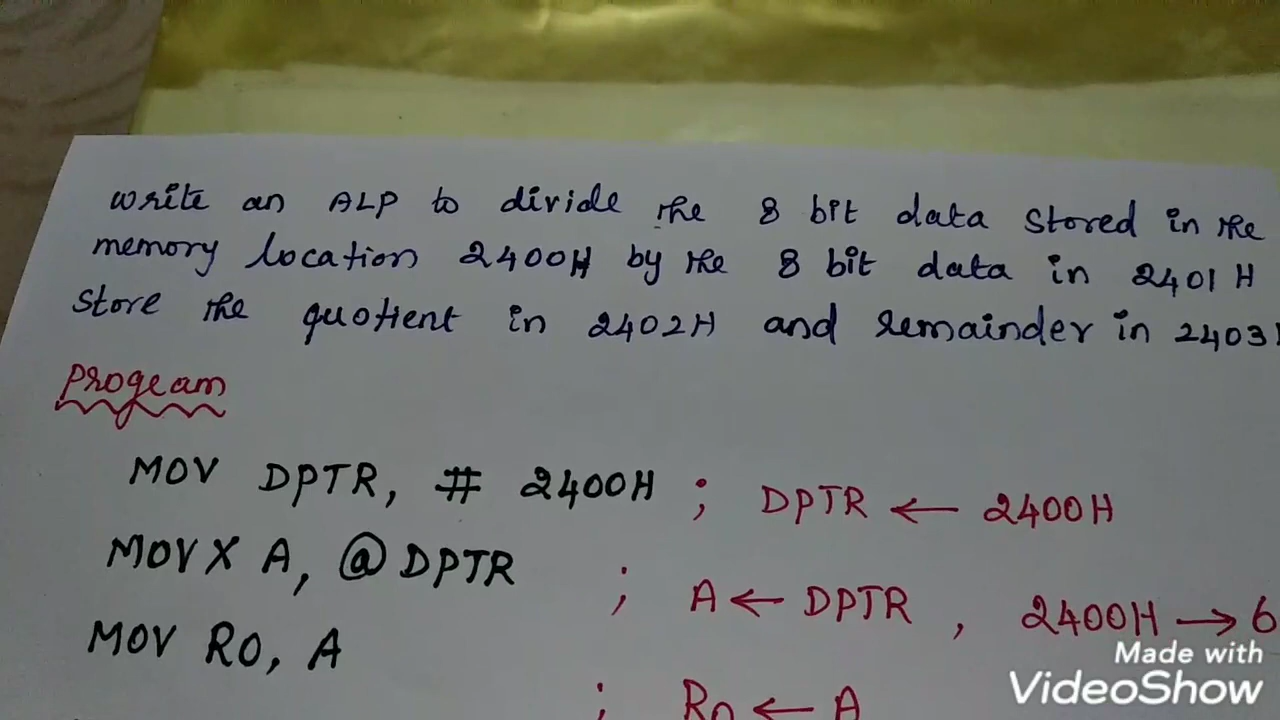 write an ALP to divide the 8 bit data stored in the
memory location 2400H by the 8 bit data in 2401 H
store the quotient in 2402H and remainder in 2403H
Program
MOV DPTR, # 2400H ; DPTR ← 2400H
MOVX A, @ DPTR ; A ← DPTR , 2400H → 6
MOV R0, A ; R0 ← A
Made with
VideoShow